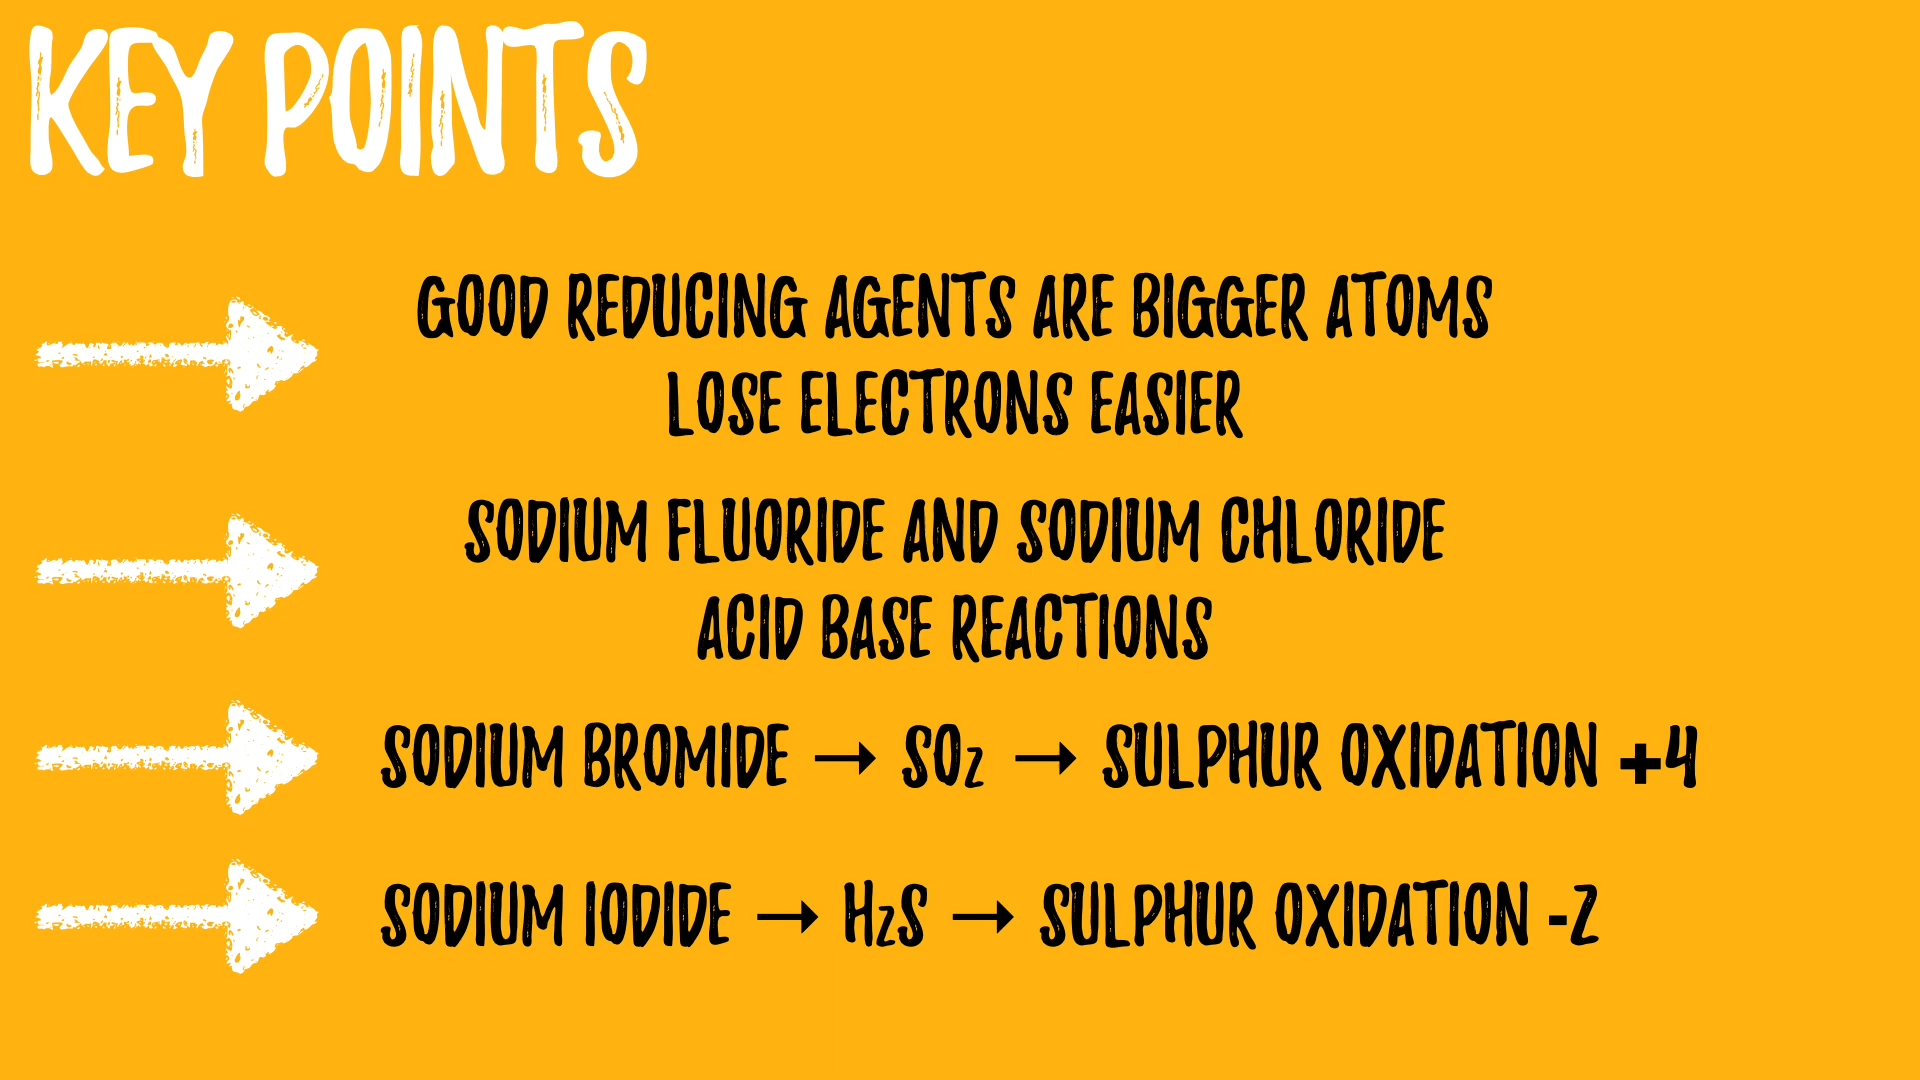 KEY POINTS
GOOD REDUCING AGENTS ARE BIGGER ATOMS
LOSE ELECTRONS EASIER
SODIUM FLUORIDE AND SODIUM CHLORIDE
ACID BASE REACTIONS
SODIUM BROMIDE → SO₂ → SULPHUR OXIDATION +4
SODIUM IODIDE → H₂S → SULPHUR OXIDATION -2